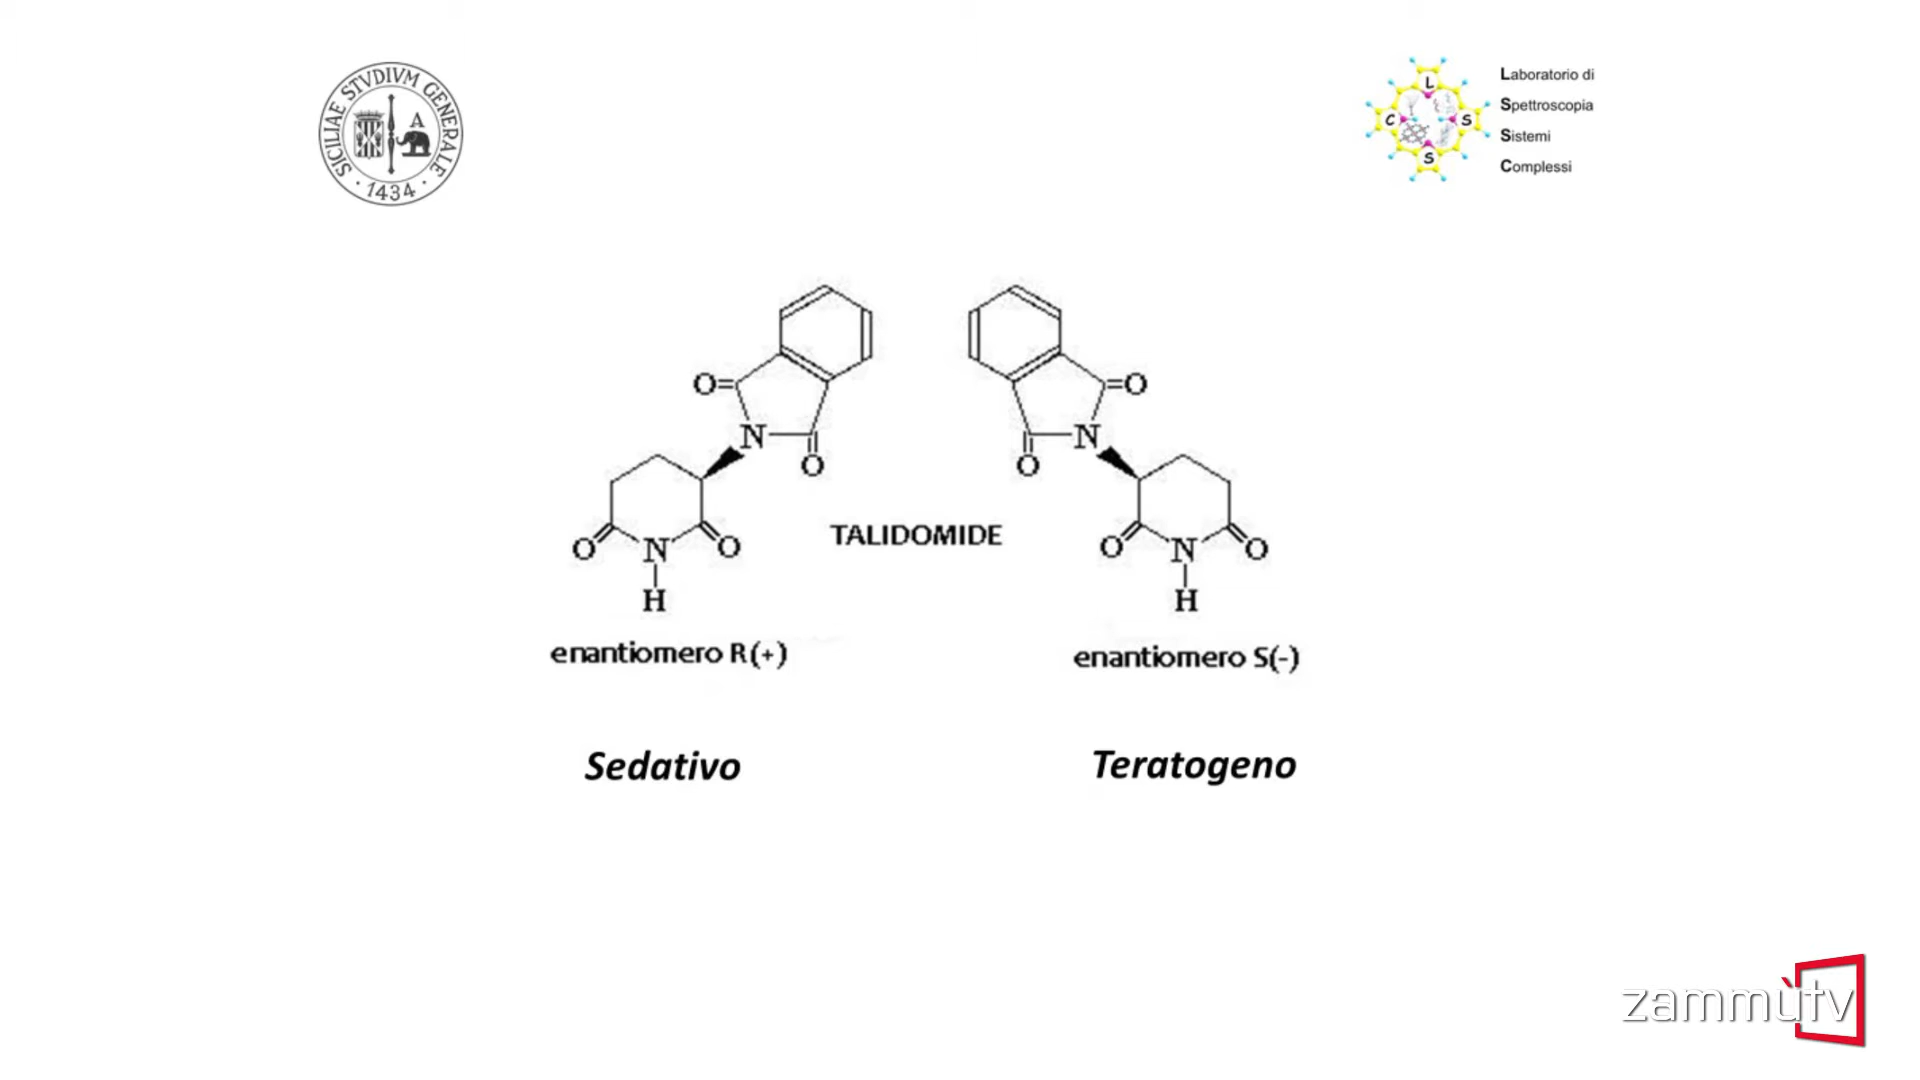 SICILIAE STVDIVM GENERALE
· 1434 ·
A
L
C
S
S
Laboratorio di
Spettroscopia
Sistemi
Complessi
O
N
O
O
N
O
H
O
N
O
O
N
O
H
TALIDOMIDE
enantiomero R(+)
enantiomero S(-)
Sedativo
Teratogeno
zammùtv